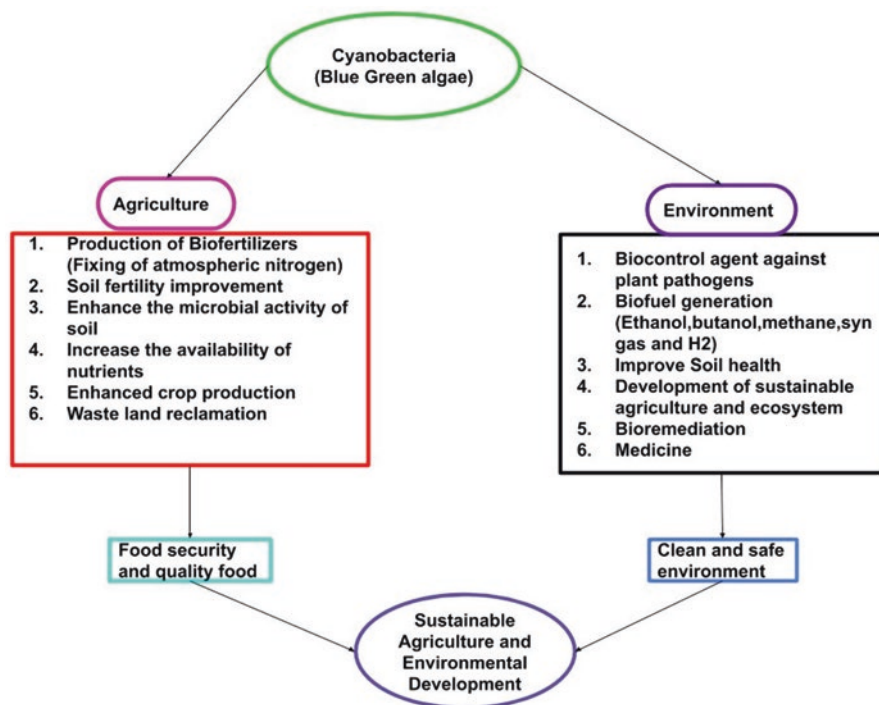 Cyanobacteria
(Blue Green algae)
Agriculture
1. Production of Biofertilizers
(Fixing of atmospheric nitrogen)
2. Soil fertility improvement
3. Enhance the microbial activity of
soil
4. Increase the availability of
nutrients
5. Enhanced crop production
6. Waste land reclamation
Food security
and quality food
Environment
1. Biocontrol agent against
plant pathogens
2. Biofuel generation
(Ethanol,butanol,methane,syn
gas and H2)
3. Improve Soil health
4. Development of sustainable
agriculture and ecosystem
5. Bioremediation
6. Medicine
Clean and safe
environment
Sustainable
Agriculture and
Environmental
Development